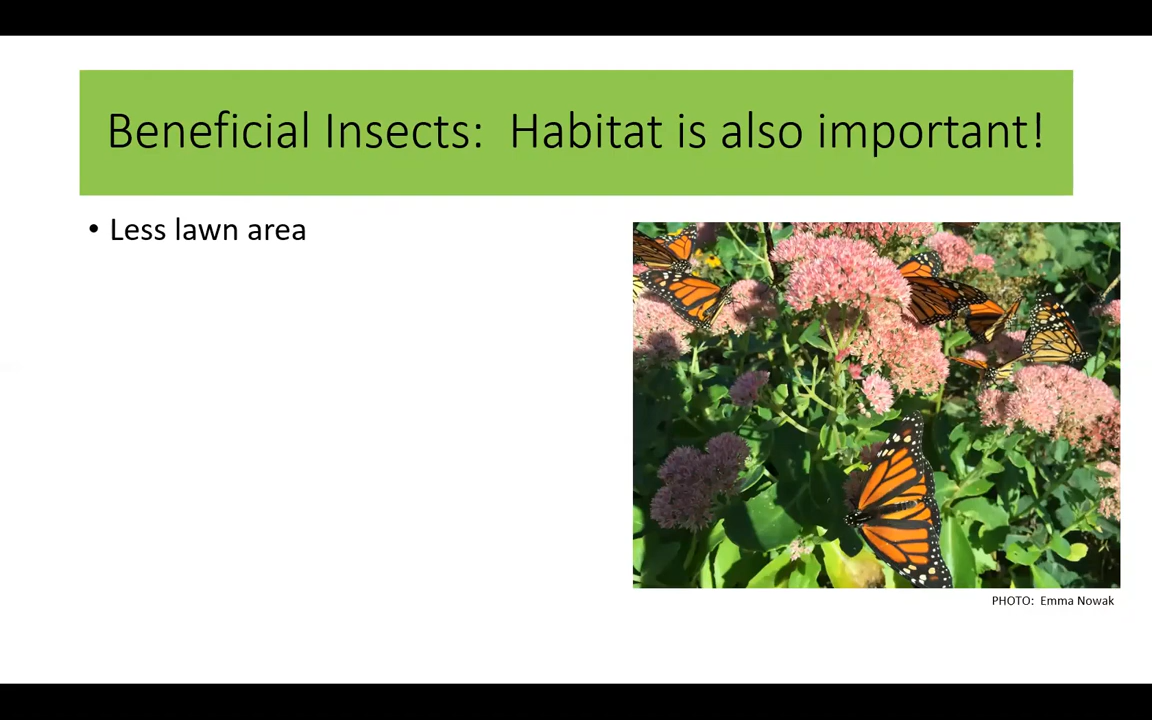 Beneficial Insects:  Habitat is also important!
• Less lawn area
PHOTO:  Emma Nowak